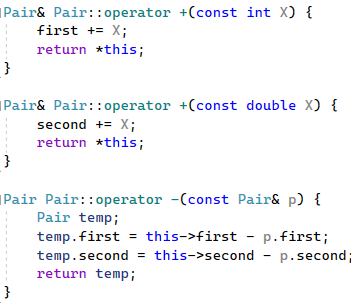 Pair& Pair::operator +(const int X) {
first += X;
return *this;
}
Pair& Pair::operator +(const double X) {
second += X;
return *this;
}
Pair Pair::operator -(const Pair& p) {
Pair temp;
temp.first = this->first - p.first;
temp.second = this->second - p.second;
return temp;
}